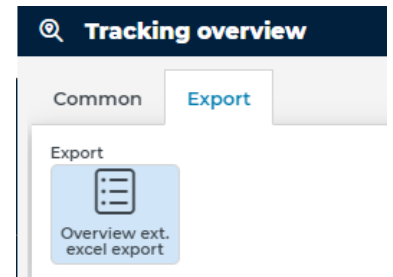 Tracking overview
Common Export
Export
Overview ext.
excel export